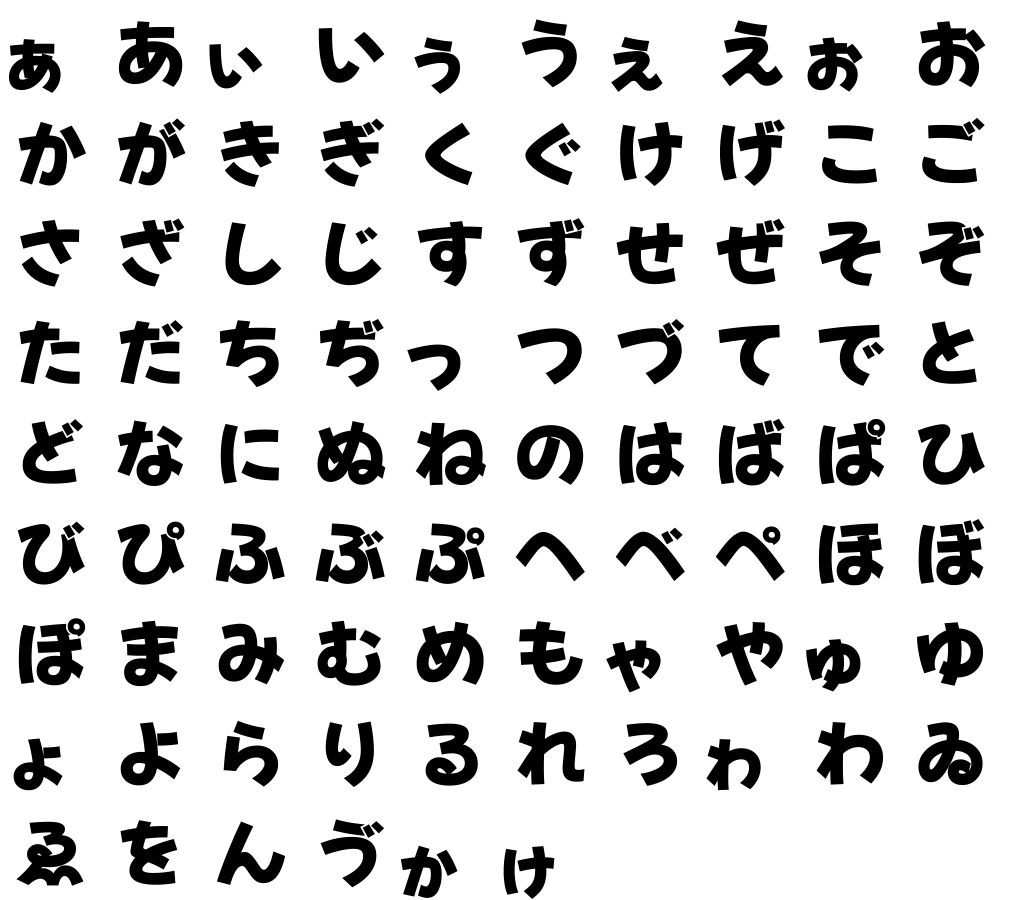 ぁあぃいぅうぇえぉお
かがきぎくぐけげこご
さざしじすずせぜそぞ
ただちぢっつづてでと
どなにぬねのはばぱひ
びぴふぶぷへべぺほぼ
ぽまみむめもゃやゅゆ
ょよらりるれろゎわゐ
ゑをんゔゕゖ